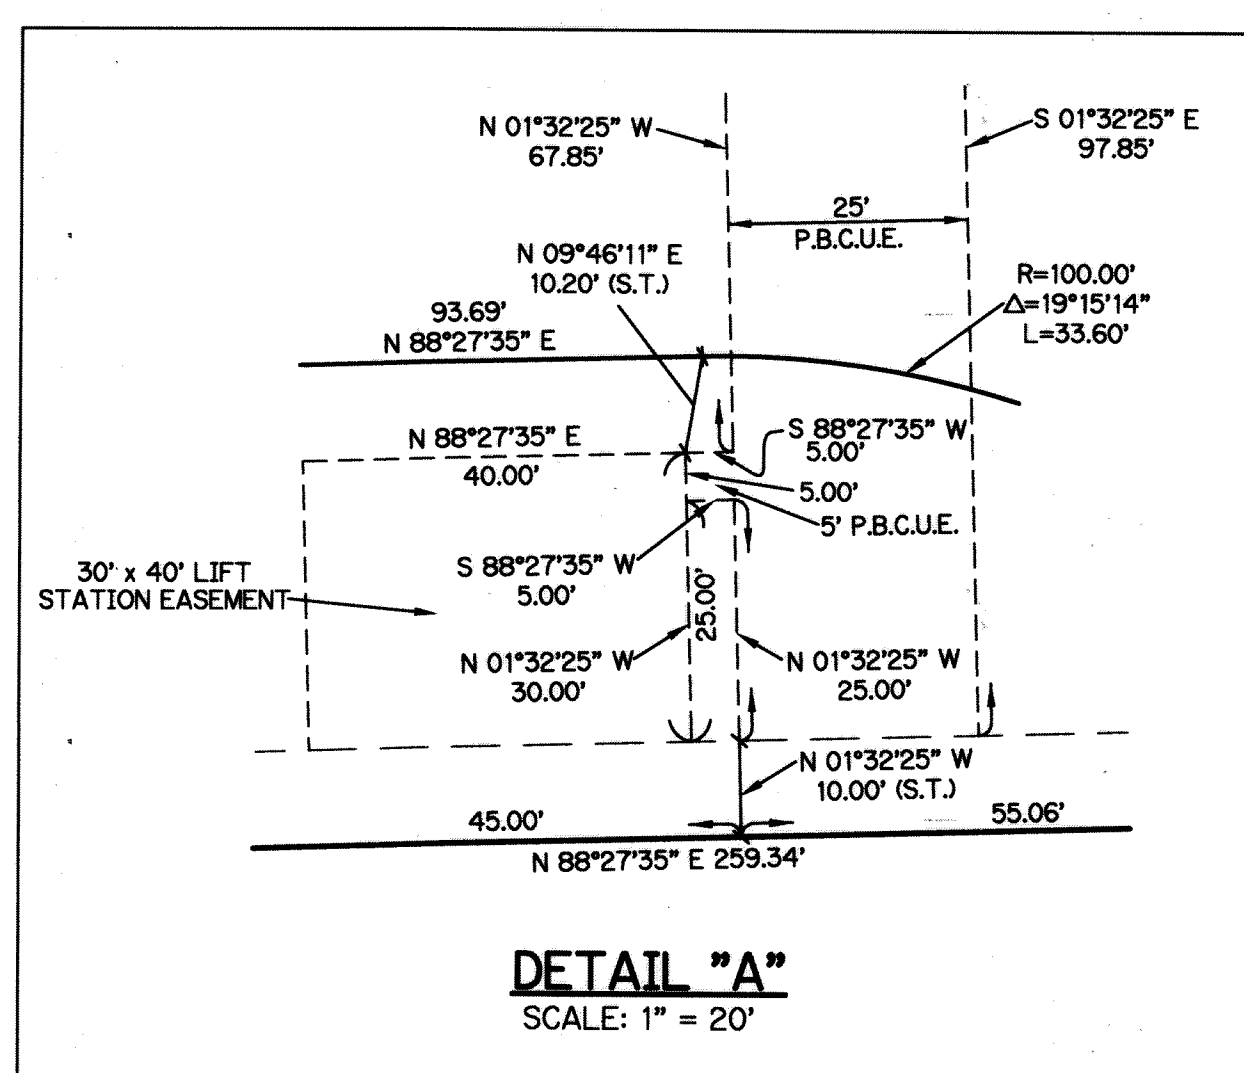 N 01°32'25" W
67.85'
S 01°32'25" E
97.85'
25'
P.B.C.U.E.
N 09°46'11" E
10.20' (S.T.)
R=100.00'
Δ=19°15'14"
L=33.60'
93.69'
N 88°27'35" E
N 88°27'35" E
40.00'
S 88°27'35" W
5.00'
5.00'
5' P.B.C.U.E.
S 88°27'35" W
5.00'
30' x 40' LIFT
STATION EASEMENT
25.00'
N 01°32'25" W
30.00'
N 01°32'25" W
25.00'
N 01°32'25" W
10.00' (S.T.)
45.00'
55.06'
N 88°27'35" E 259.34'
DETAIL "A"
SCALE: 1" = 20'